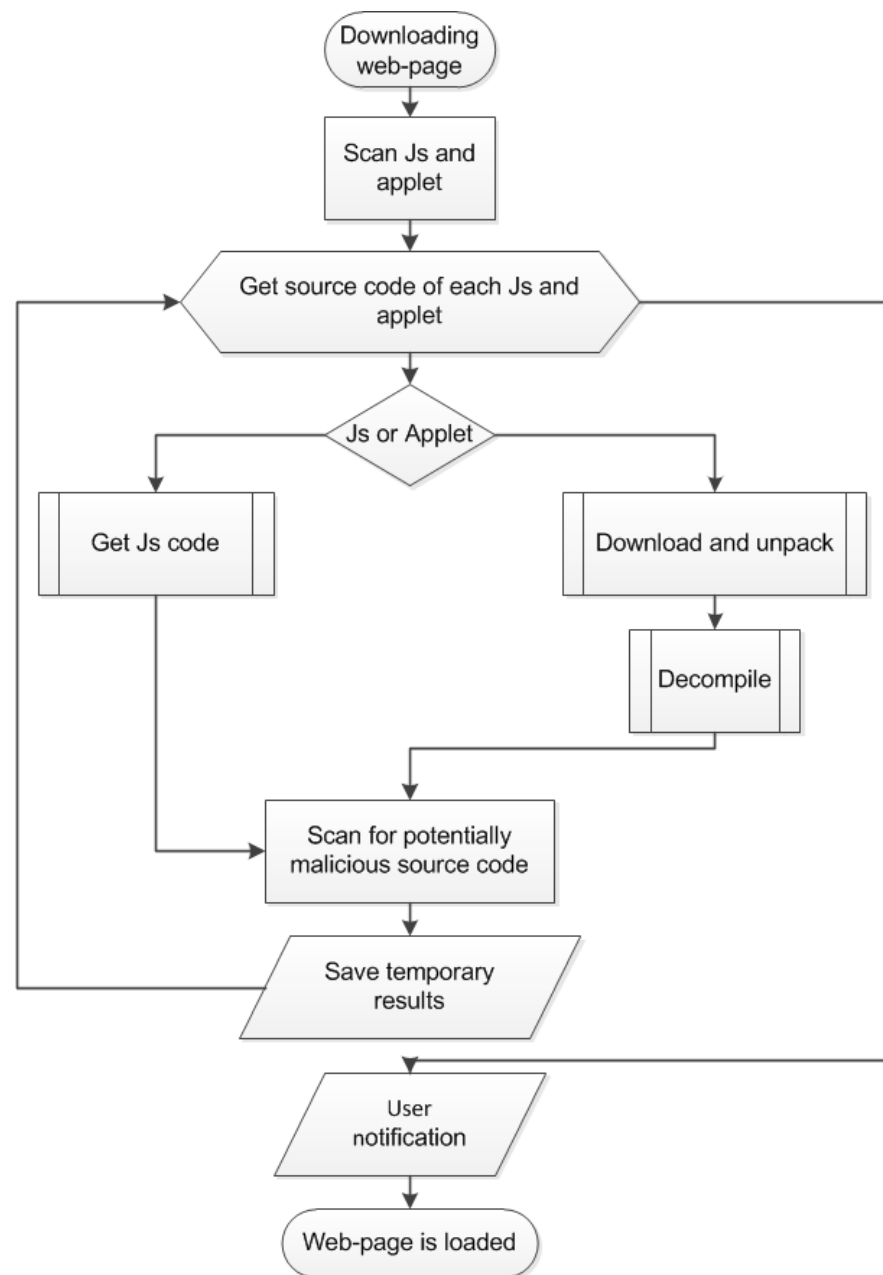 Downloading
web-page
Scan Js and
applet
Get source code of each Js and
applet
Js or Applet
Get Js code
Download and unpack
Decompile
Scan for potentially
malicious source code
Save temporary
results
User
notification
Web-page is loaded